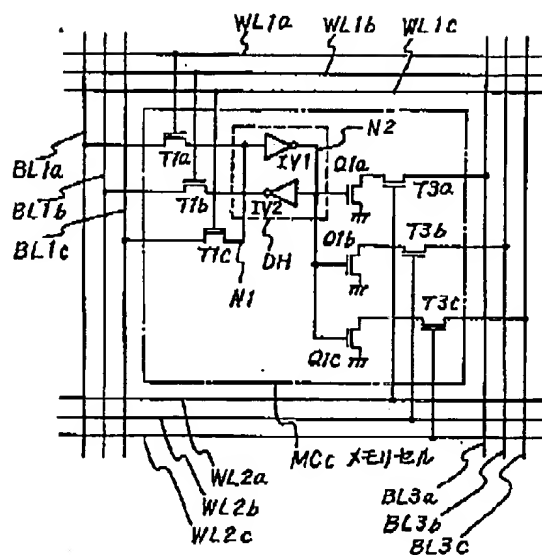 WL1a
WL1b
WL1c
N2
BL1a
BL1b
BL1c
T1a
T1b
T1c
IV1
IV2
DH
N1
Q1a
Q1b
Q1c
T3a
T3b
T3c
MCc メモリセル
WL2a
WL2b
WL2c
BL3a
BL3b
BL3c